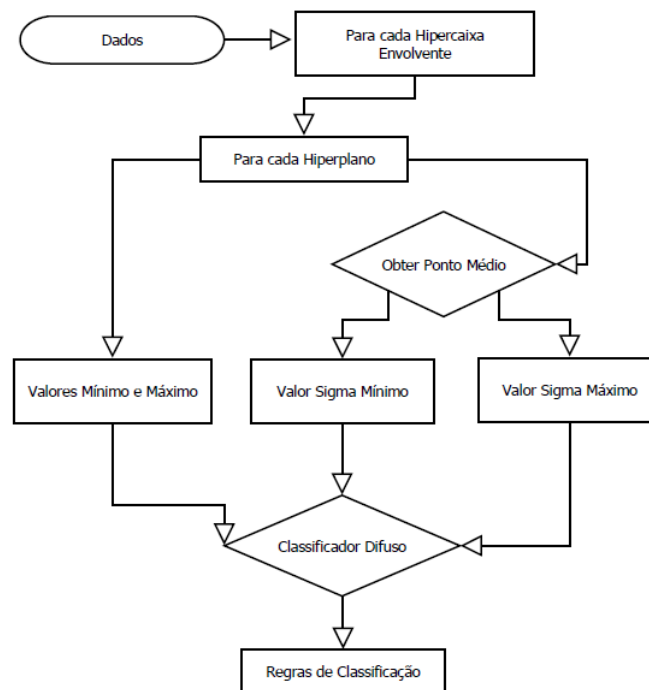 Dados
Para cada Hipercaixa
Envolvente
Para cada Hiperplano
Obter Ponto Médio
Valores Mínimo e Máximo
Valor Sigma Mínimo
Valor Sigma Máximo
Classificador Difuso
Regras de Classificação